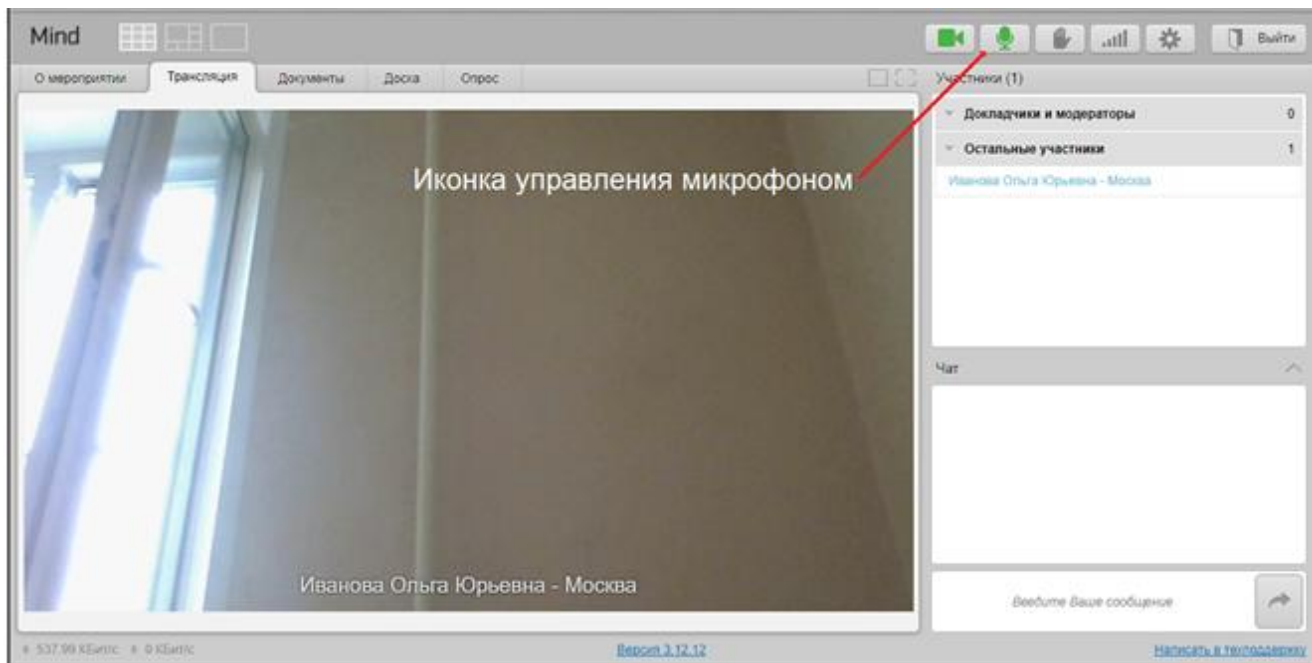 Mind
Выйти
О мероприятии Трансляция Документы Доска Опрос
Участники (1)
Докладчики и модераторы 0
Остальные участники 1
Иванова Ольга Юрьевна - Москва
Иконка управления микрофоном
Иванова Ольга Юрьевна - Москва
Чат
Введите Ваше сообщение
537.99 КБит/с 0 КБит/с
Версия 3.12.12
Написать в техподдержку